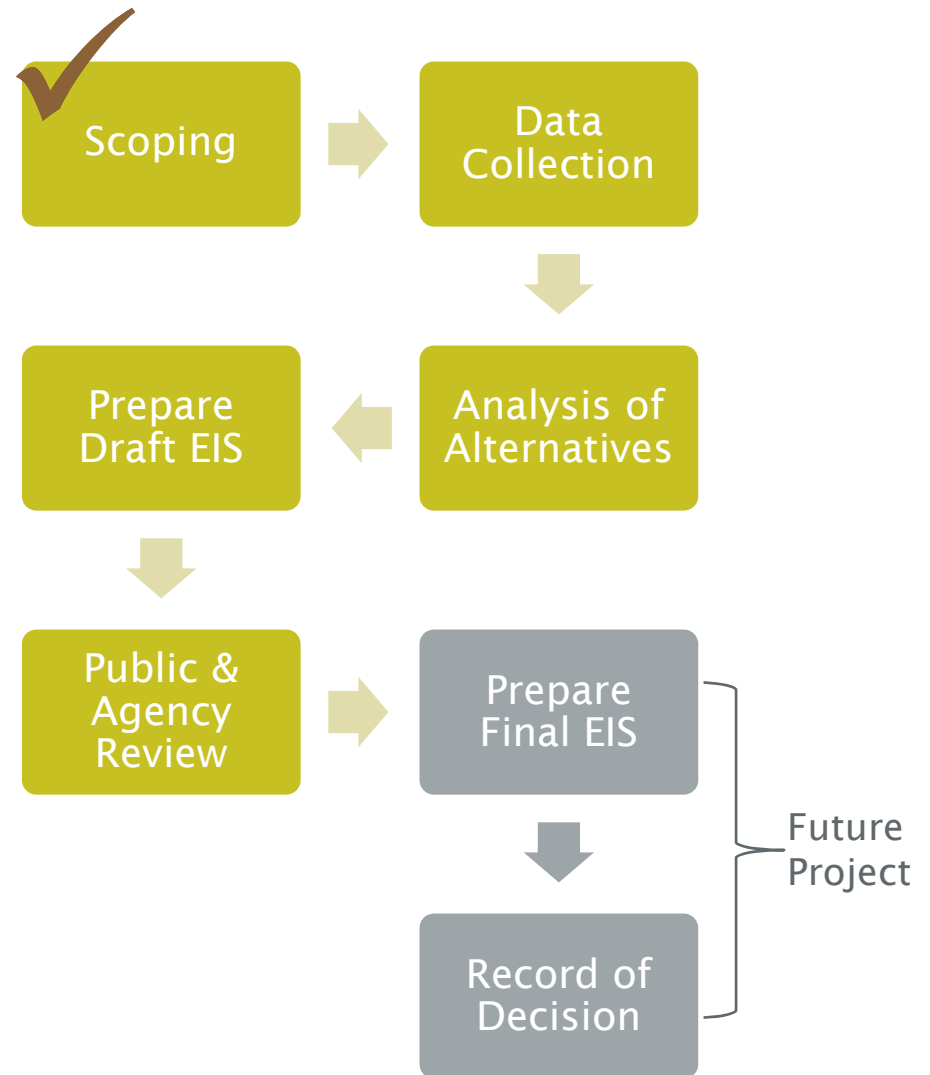 Scoping
Data
Collection
Analysis of
Alternatives
Prepare
Draft EIS
Public &
Agency
Review
Prepare
Final EIS
Record of
Decision
Future
Project